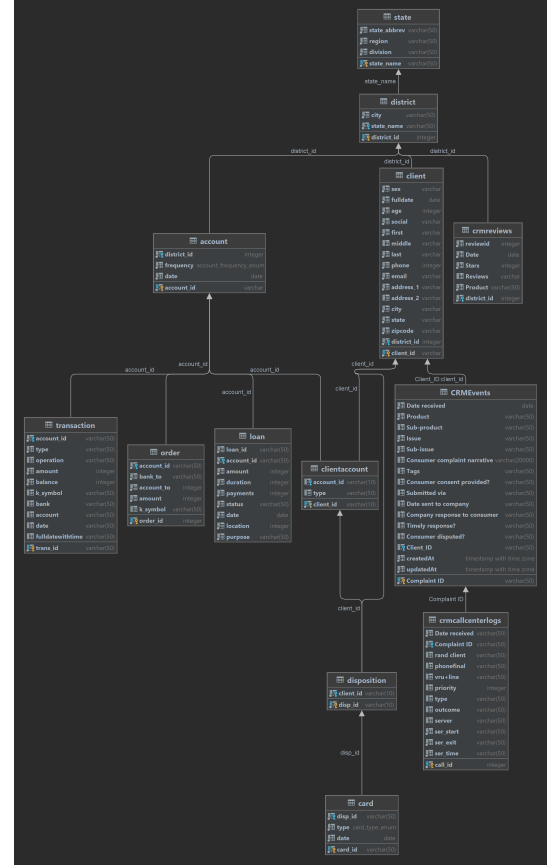 state
state_abbrev varchar(50)
region varchar(50)
division varchar(50)
state_name varchar(50)
state_name
district
city varchar(50)
state_name varchar(50)
district_id integer
district_id
district_id
district_id
client
sex varchar
fulldate date
age integer
social varchar
first varchar
middle varchar
last varchar
phone integer
email varchar
address_1 varchar
address_2 varchar
city varchar
state varchar
zipcode varchar
district_id integer
client_id varchar
crmreviews
reviewid integer
Date date
Stars integer
Reviews varchar
Product varchar(50)
district_id integer
account
district_id integer
frequency account_frequency_enum
date date
account_id varchar
account_id
account_id
account_id
account_id
client_id
client_id
Client_ID:client_id
transaction
account_id varchar(50)
type varchar(50)
operation varchar(50)
amount integer
balance integer
k_symbol varchar(50)
bank varchar(50)
account varchar(50)
date varchar(50)
fulldatewithtime varchar(50)
trans_id varchar(50)
order
account_id varchar(50)
bank_to varchar(50)
account_to integer
amount integer
k_symbol varchar(50)
order_id integer
loan
loan_id varchar(50)
account_id varchar(50)
amount integer
duration integer
payments integer
status varchar(50)
date date
location integer
purpose varchar(50)
clientaccount
account_id varchar(10)
type varchar(50)
client_id varchar(10)
CRMEvents
Date received date
Product varchar(50)
Sub-product varchar(50)
Issue varchar(50)
Sub-issue varchar(50)
Consumer complaint narrative varchar(20000)
Tags varchar(50)
Consumer consent provided? varchar(50)
Submitted via varchar(50)
Date sent to company varchar(50)
Company response to consumer varchar(50)
Timely response? varchar(50)
Consumer disputed? varchar(50)
Client_ID varchar(50)
createdAt timestamp with time zone
updatedAt timestamp with time zone
Complaint ID varchar(50)
Complaint ID
client_id
crmcallcenterlogs
Date received varchar(50)
Complaint ID varchar(50)
rand client varchar(50)
phonefinal varchar(50)
vru+line varchar(50)
priority integer
type varchar(50)
outcome varchar(50)
server varchar(50)
ser_start varchar(50)
ser_exit varchar(50)
ser_time varchar(50)
call_id integer
disposition
client_id varchar(10)
disp_id varchar(10)
disp_id
card
disp_id varchar(50)
type card_type_enum
date date
card_id varchar(50)